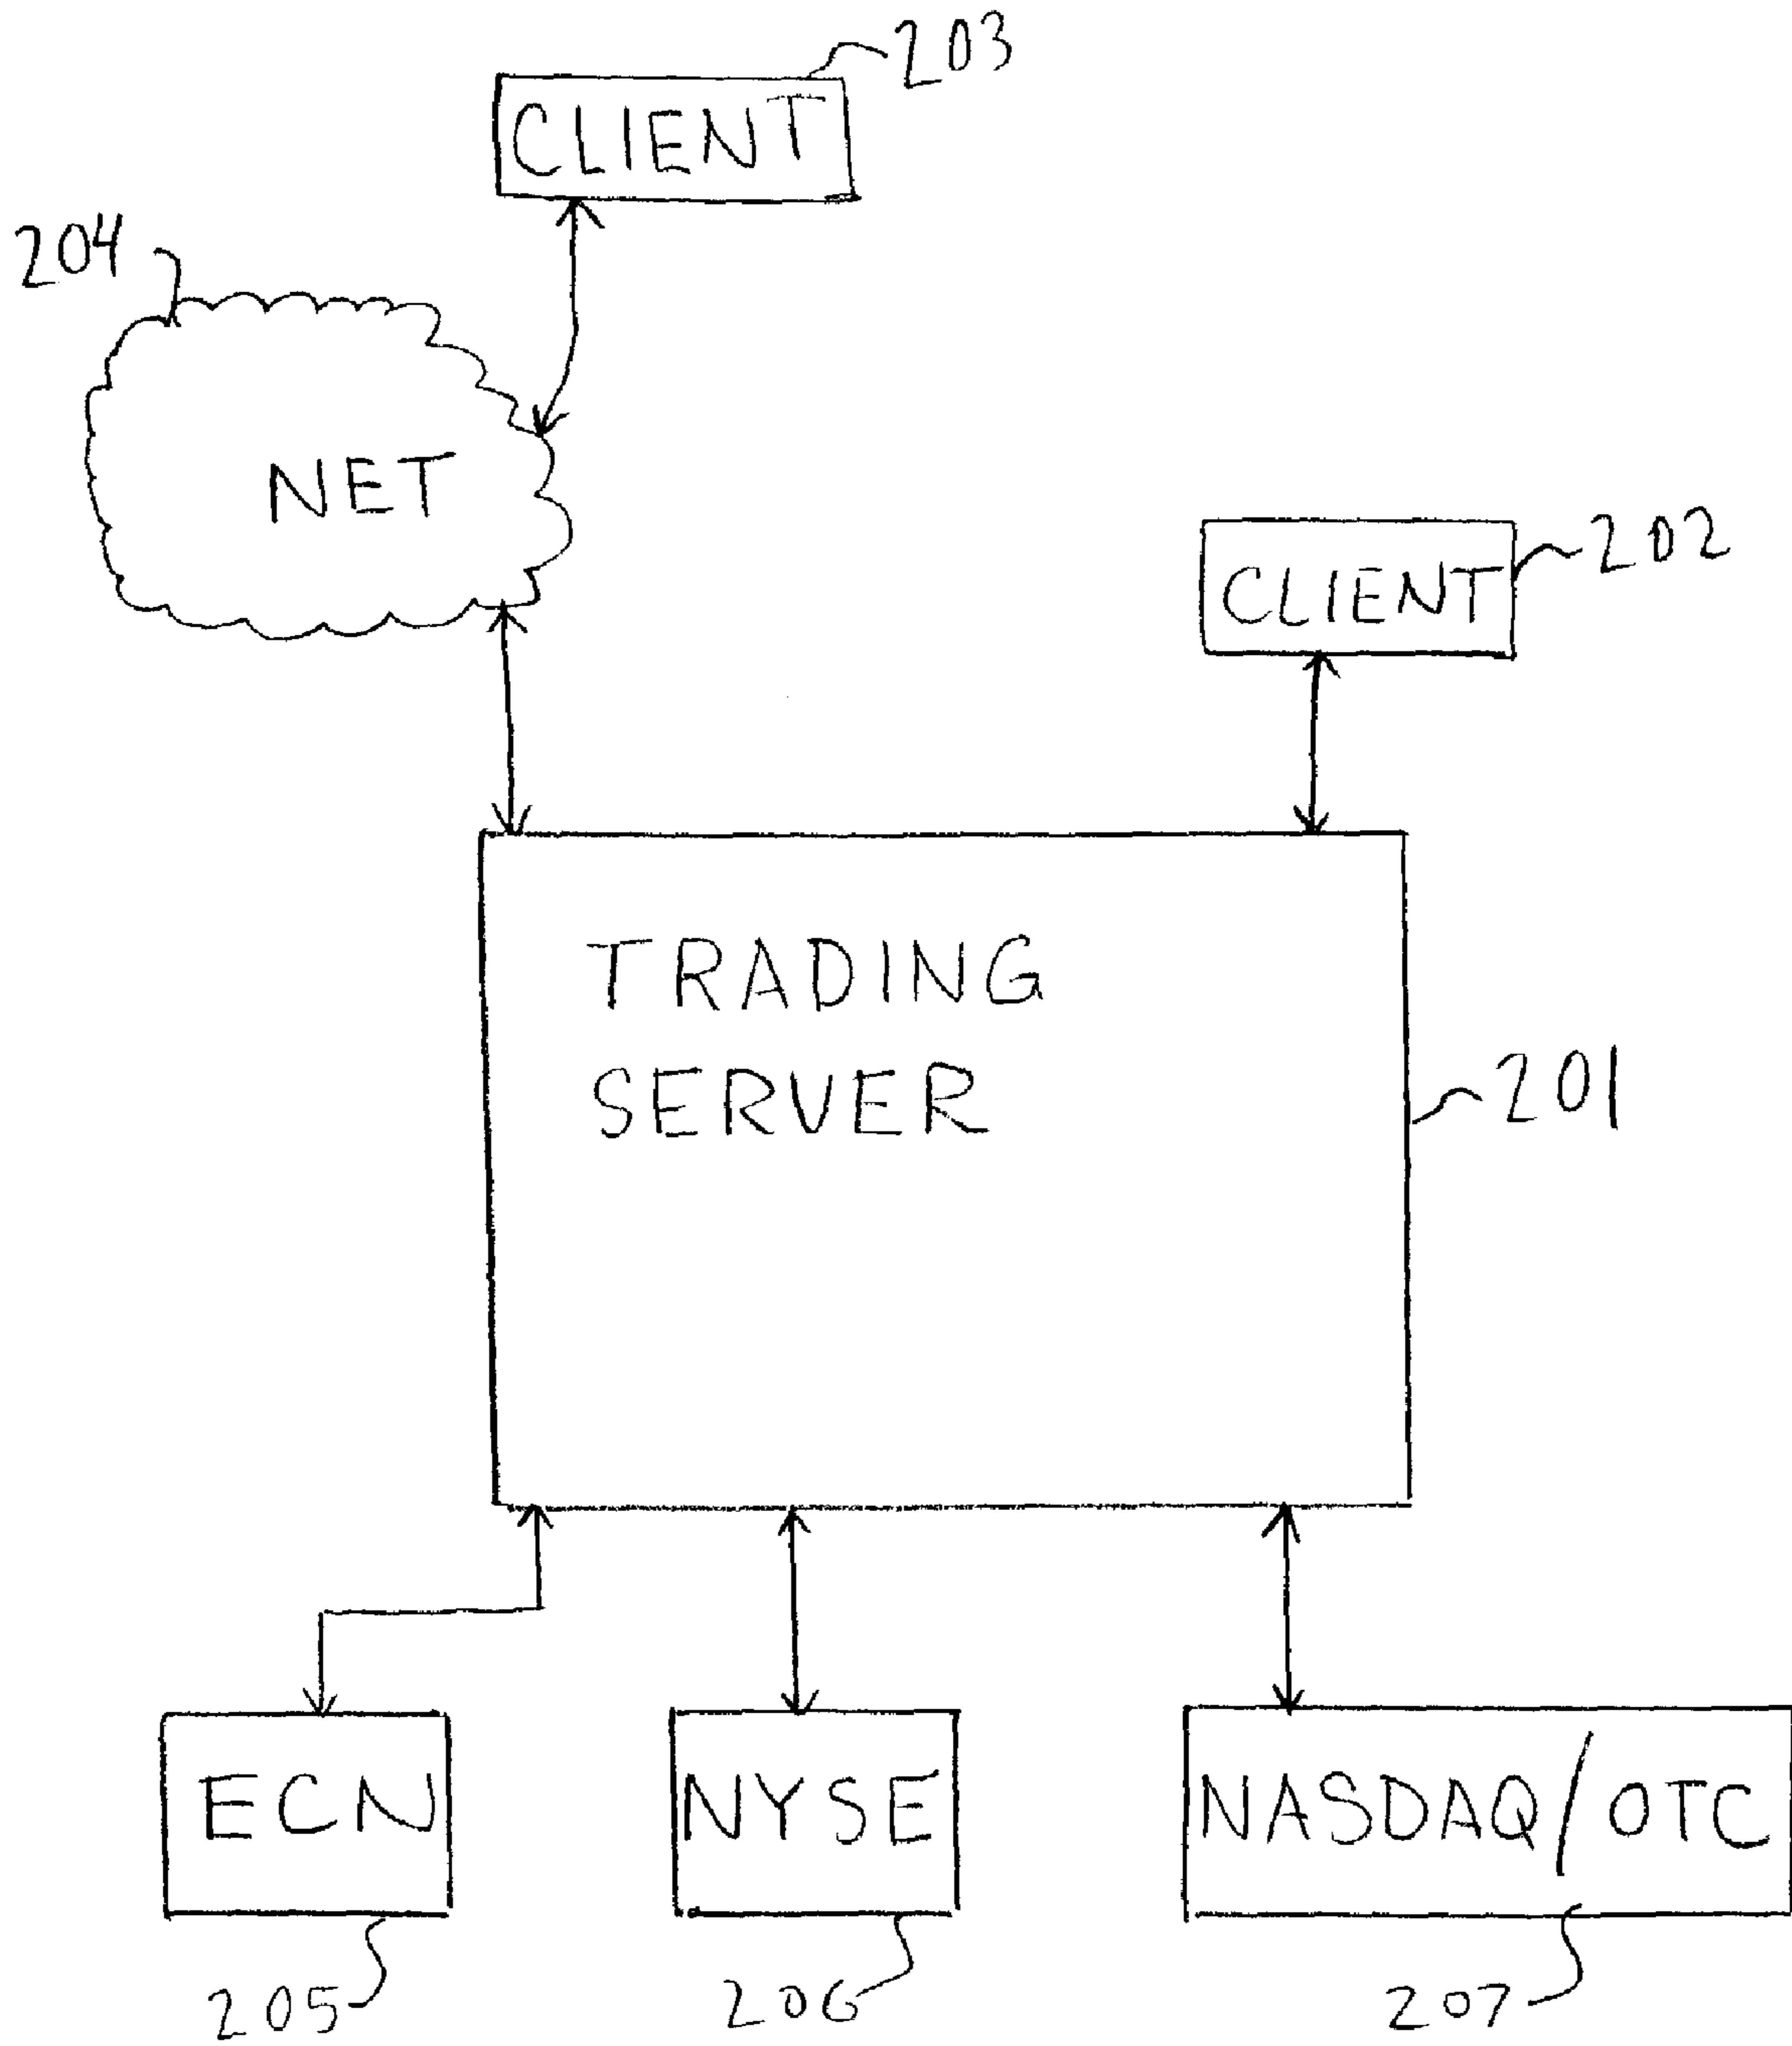 203
CLIENT
204
NET
202
CLIENT
TRADING
SERVER
201
ECN
NYSE
NASDAQ/OTC
205
206
207